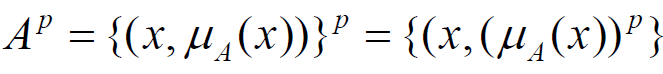 A^p = {(x, μ_A(x))}^p = {(x, (μ_A(x))^p}